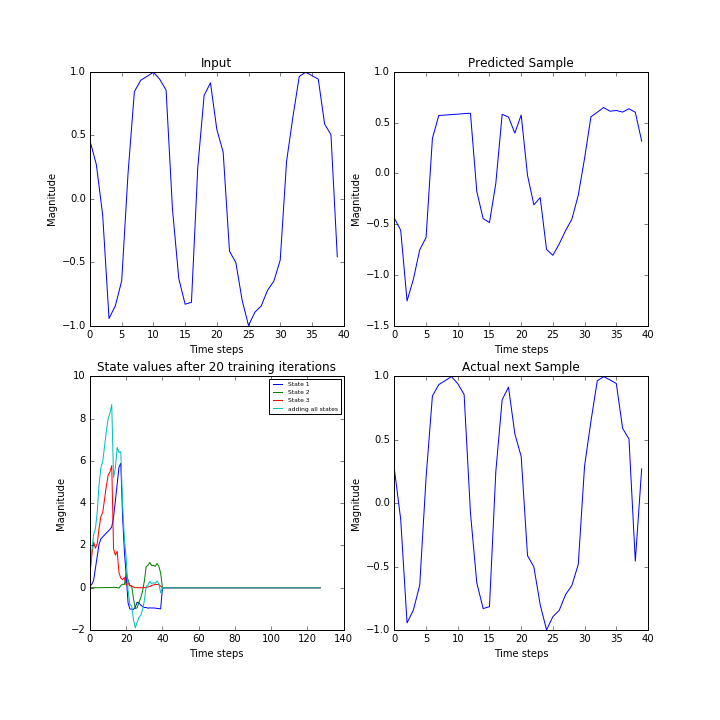 Input
Magnitude
1.0
0.5
0.0
−0.5
−1.0
0 5 10 15 20 25 30 35 40
Time steps
Predicted Sample
Magnitude
1.0
0.5
0.0
−0.5
−1.0
−1.5
0 5 10 15 20 25 30 35 40
Time steps
State values after 20 training iterations
Magnitude
10
8
6
4
2
0
−2
State 1
State 2
State 3
adding all states
0 20 40 60 80 100 120 140
Time steps
Actual next Sample
Magnitude
1.0
0.5
0.0
−0.5
−1.0
0 5 10 15 20 25 30 35 40
Time steps